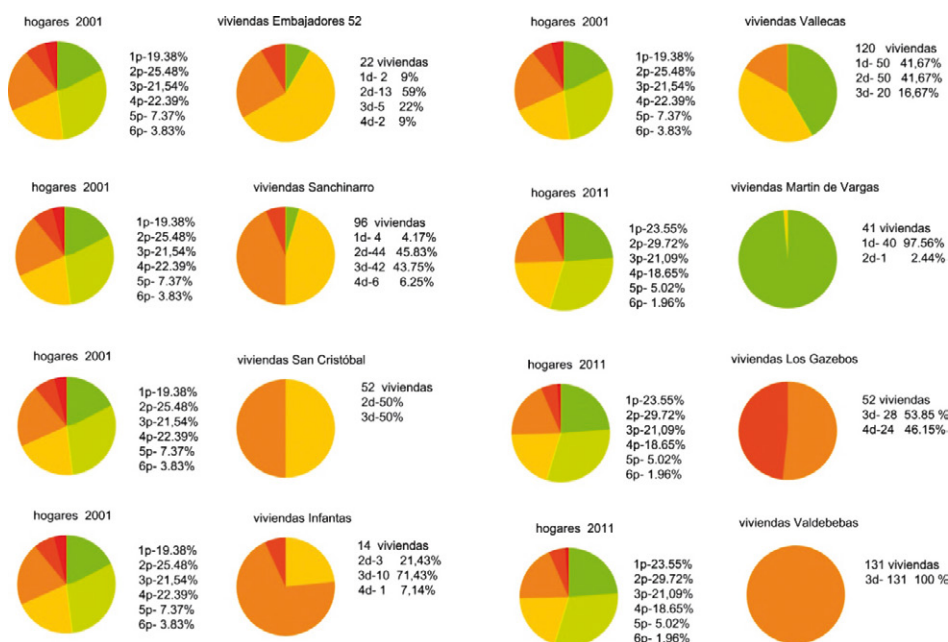 hogares 2001
1p-19.38%
2p-25.48%
3p-21,54%
4p-22.39%
5p- 7.37%
6p- 3.83%
viviendas Embajadores 52
22 viviendas
1d- 2 9%
2d-13 59%
3d-5 22%
4d-2 9%
hogares 2001
1p-19.38%
2p-25.48%
3p-21,54%
4p-22.39%
5p- 7.37%
6p- 3.83%
viviendas Vallecas
120 viviendas
1d- 50 41,67%
2d- 50 41,67%
3d- 20 16,67%
hogares 2001
1p-19.38%
2p-25.48%
3p-21,54%
4p-22.39%
5p- 7.37%
6p- 3.83%
viviendas Sanchinarro
96 viviendas
1d- 4 4.17%
2d-44 45.83%
3d-42 43.75%
4d-6 6.25%
hogares 2011
1p-23.55%
2p-29.72%
3p-21,09%
4p-18.65%
5p- 5.02%
6p- 1.96%
viviendas Martin de Vargas
41 viviendas
1d- 40 97.56%
2d-1 2.44%
hogares 2001
1p-19.38%
2p-25.48%
3p-21,54%
4p-22.39%
5p- 7.37%
6p- 3.83%
viviendas San Cristóbal
52 viviendas
2d-50%
3d-50%
hogares 2011
1p-23.55%
2p-29.72%
3p-21,09%
4p-18.65%
5p- 5.02%
6p- 1.96%
viviendas Los Gazebos
52 viviendas
3d- 28 53.85 %
4d-24 46.15%
hogares 2001
1p-19.38%
2p-25.48%
3p-21,54%
4p-22.39%
5p- 7.37%
6p- 3.83%
viviendas Infantas
14 viviendas
2d-3 21,43%
3d-10 71,43%
4d- 1 7,14%
hogares 2011
1p-23.55%
2p-29.72%
3p-21,09%
4p-18.65%
5p- 5.02%
6p- 1.96%
viviendas Valdebebas
131 viviendas
3d- 131 100 %